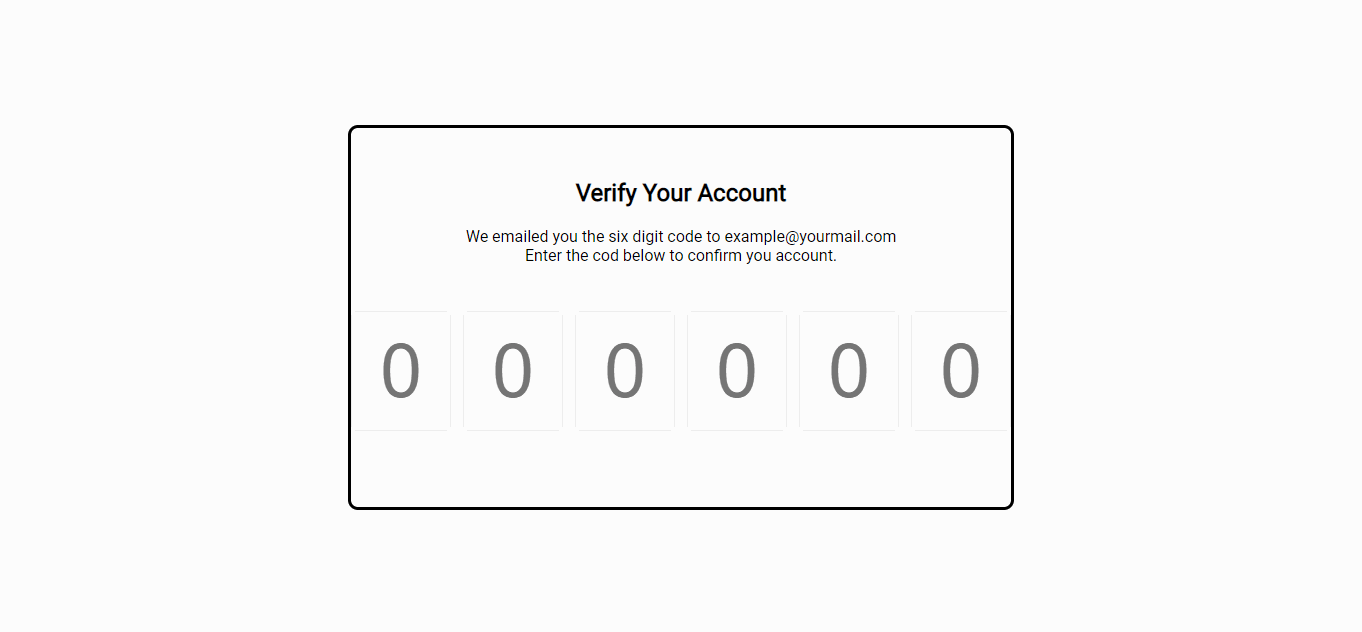 Verify Your Account
We emailed you the six digit code to example@yourmail.com
Enter the cod below to confirm you account.
0 0 0 0 0 0